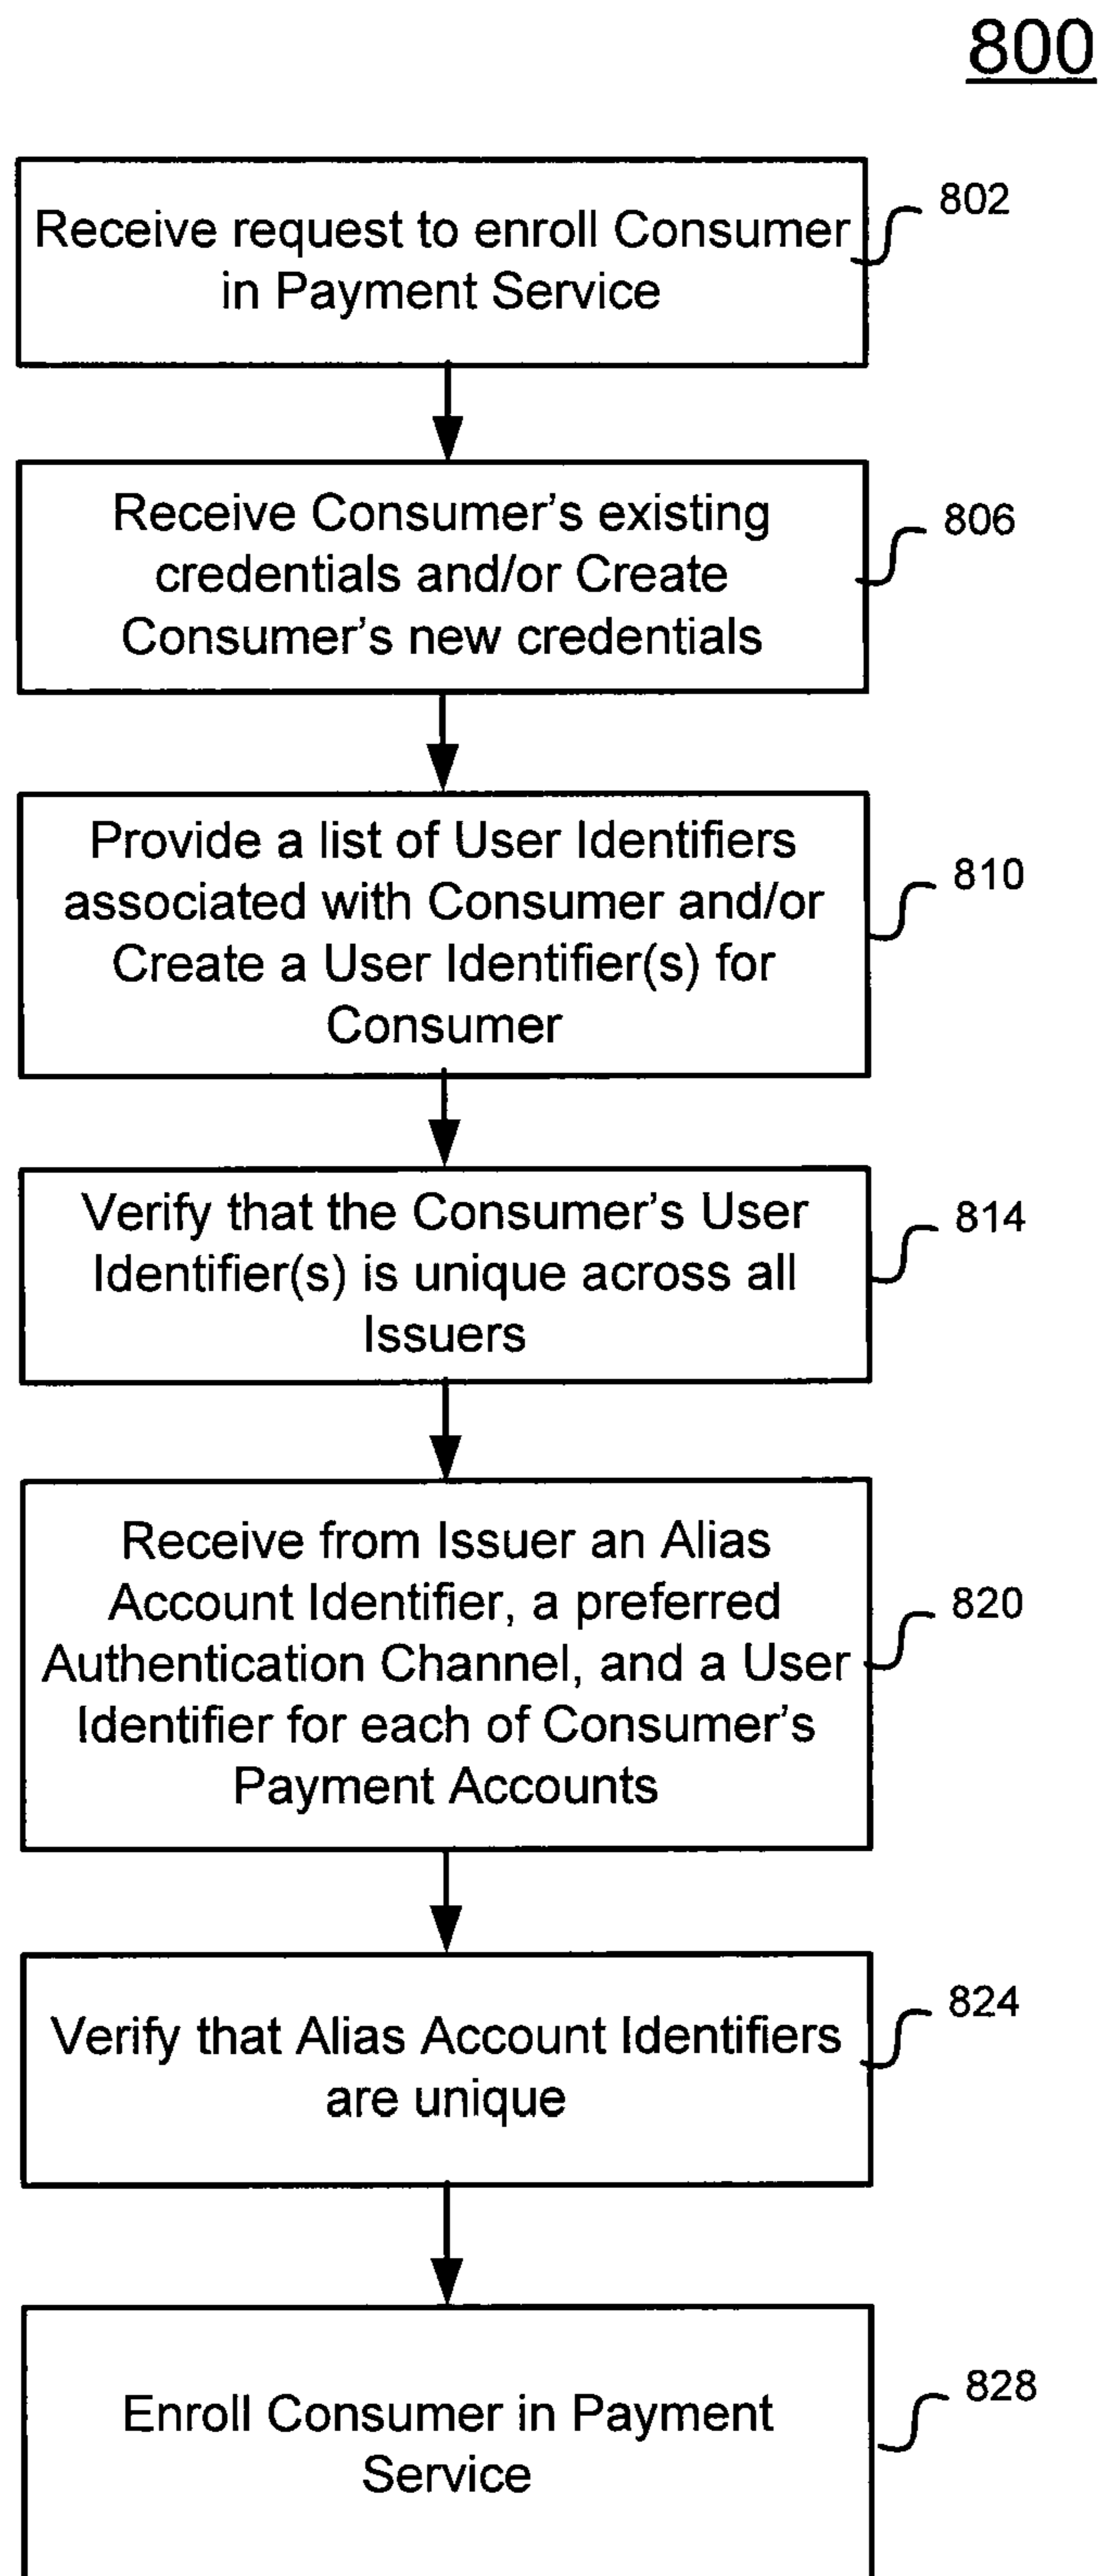 800
Receive request to enroll Consumer
in Payment Service
802
Receive Consumer's existing
credentials and/or Create
Consumer's new credentials
806
Provide a list of User Identifiers
associated with Consumer and/or
Create a User Identifier(s) for
Consumer
810
Verify that the Consumer's User
Identifier(s) is unique across all
Issuers
814
Receive from Issuer an Alias
Account Identifier, a preferred
Authentication Channel, and a User
Identifier for each of Consumer's
Payment Accounts
820
Verify that Alias Account Identifiers
are unique
824
Enroll Consumer in Payment
Service
828